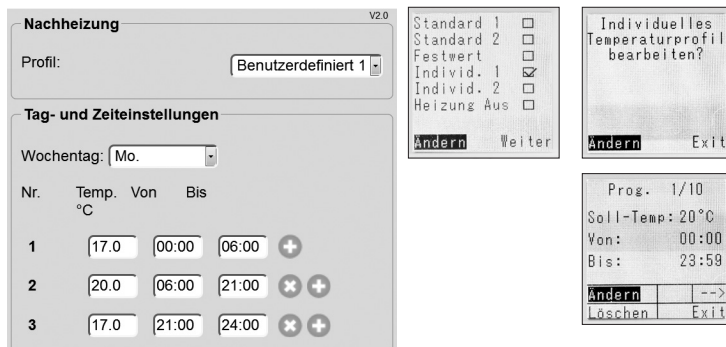 V2.0
Nachheizung
Profil: Benutzerdefiniert 1
Tag- und Zeiteinstellungen
Wochentag: Mo.
Nr. Temp. Von Bis
°C
1 17.0 00:00 06:00
2 20.0 06:00 21:00
3 17.0 21:00 24:00
Standard 1
Standard 2
Festwert
Individ. 1
Individ. 2
Heizung Aus
Ändern Weiter
Individuelles
Temperaturprofil
bearbeiten?
Ändern Exit
Prog. 1/10
Soll-Temp: 20°C
Von: 00:00
Bis: 23:59
Ändern -->
Löschen Exit